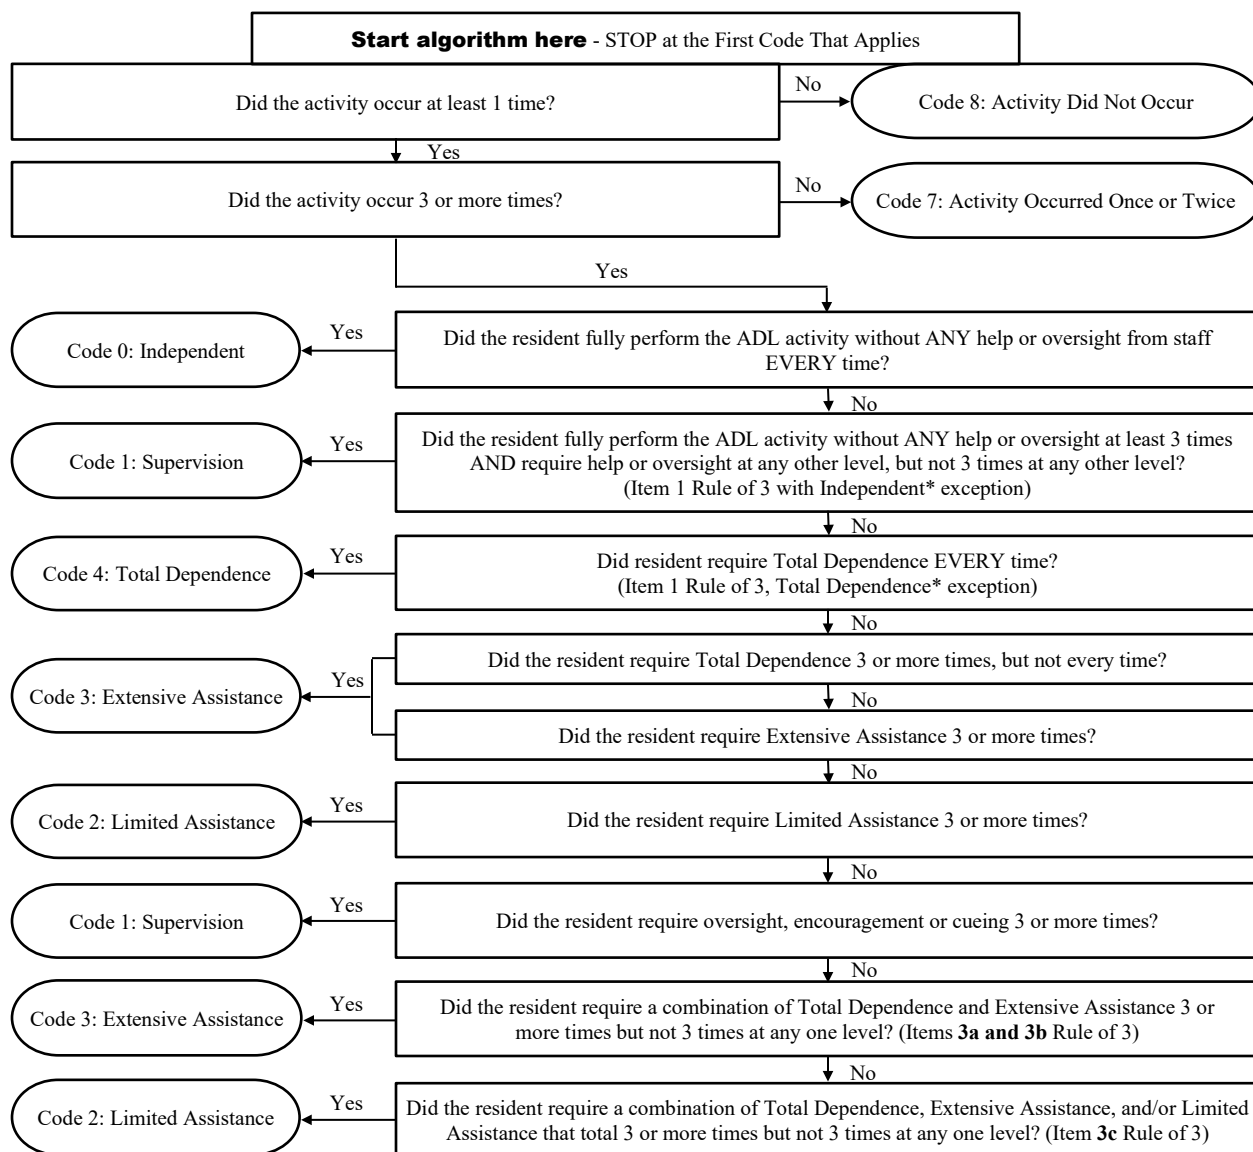 Start algorithm here - STOP at the First Code That Applies
Did the activity occur at least 1 time?
No
Code 8: Activity Did Not Occur
Yes
Did the activity occur 3 or more times?
No
Code 7: Activity Occurred Once or Twice
Yes
Did the resident fully perform the ADL activity without ANY help or oversight from staff
EVERY time?
Yes
Code 0: Independent
No
Did the resident fully perform the ADL activity without ANY help or oversight at least 3 times
AND require help or oversight at any other level, but not 3 times at any other level?
(Item 1 Rule of 3 with Independent* exception)
Yes
Code 1: Supervision
No
Did resident require Total Dependence EVERY time?
(Item 1 Rule of 3, Total Dependence* exception)
Yes
Code 4: Total Dependence
No
Did the resident require Total Dependence 3 or more times, but not every time?
Yes
Code 3: Extensive Assistance
No
Did the resident require Extensive Assistance 3 or more times?
No
Did the resident require Limited Assistance 3 or more times?
Yes
Code 2: Limited Assistance
No
Did the resident require oversight, encouragement or cueing 3 or more times?
Yes
Code 1: Supervision
No
Did the resident require a combination of Total Dependence and Extensive Assistance 3 or
more times but not 3 times at any one level? (Items 3a and 3b Rule of 3)
Yes
Code 3: Extensive Assistance
No
Did the resident require a combination of Total Dependence, Extensive Assistance, and/or Limited
Assistance that total 3 or more times but not 3 times at any one level? (Item 3c Rule of 3)
Yes
Code 2: Limited Assistance